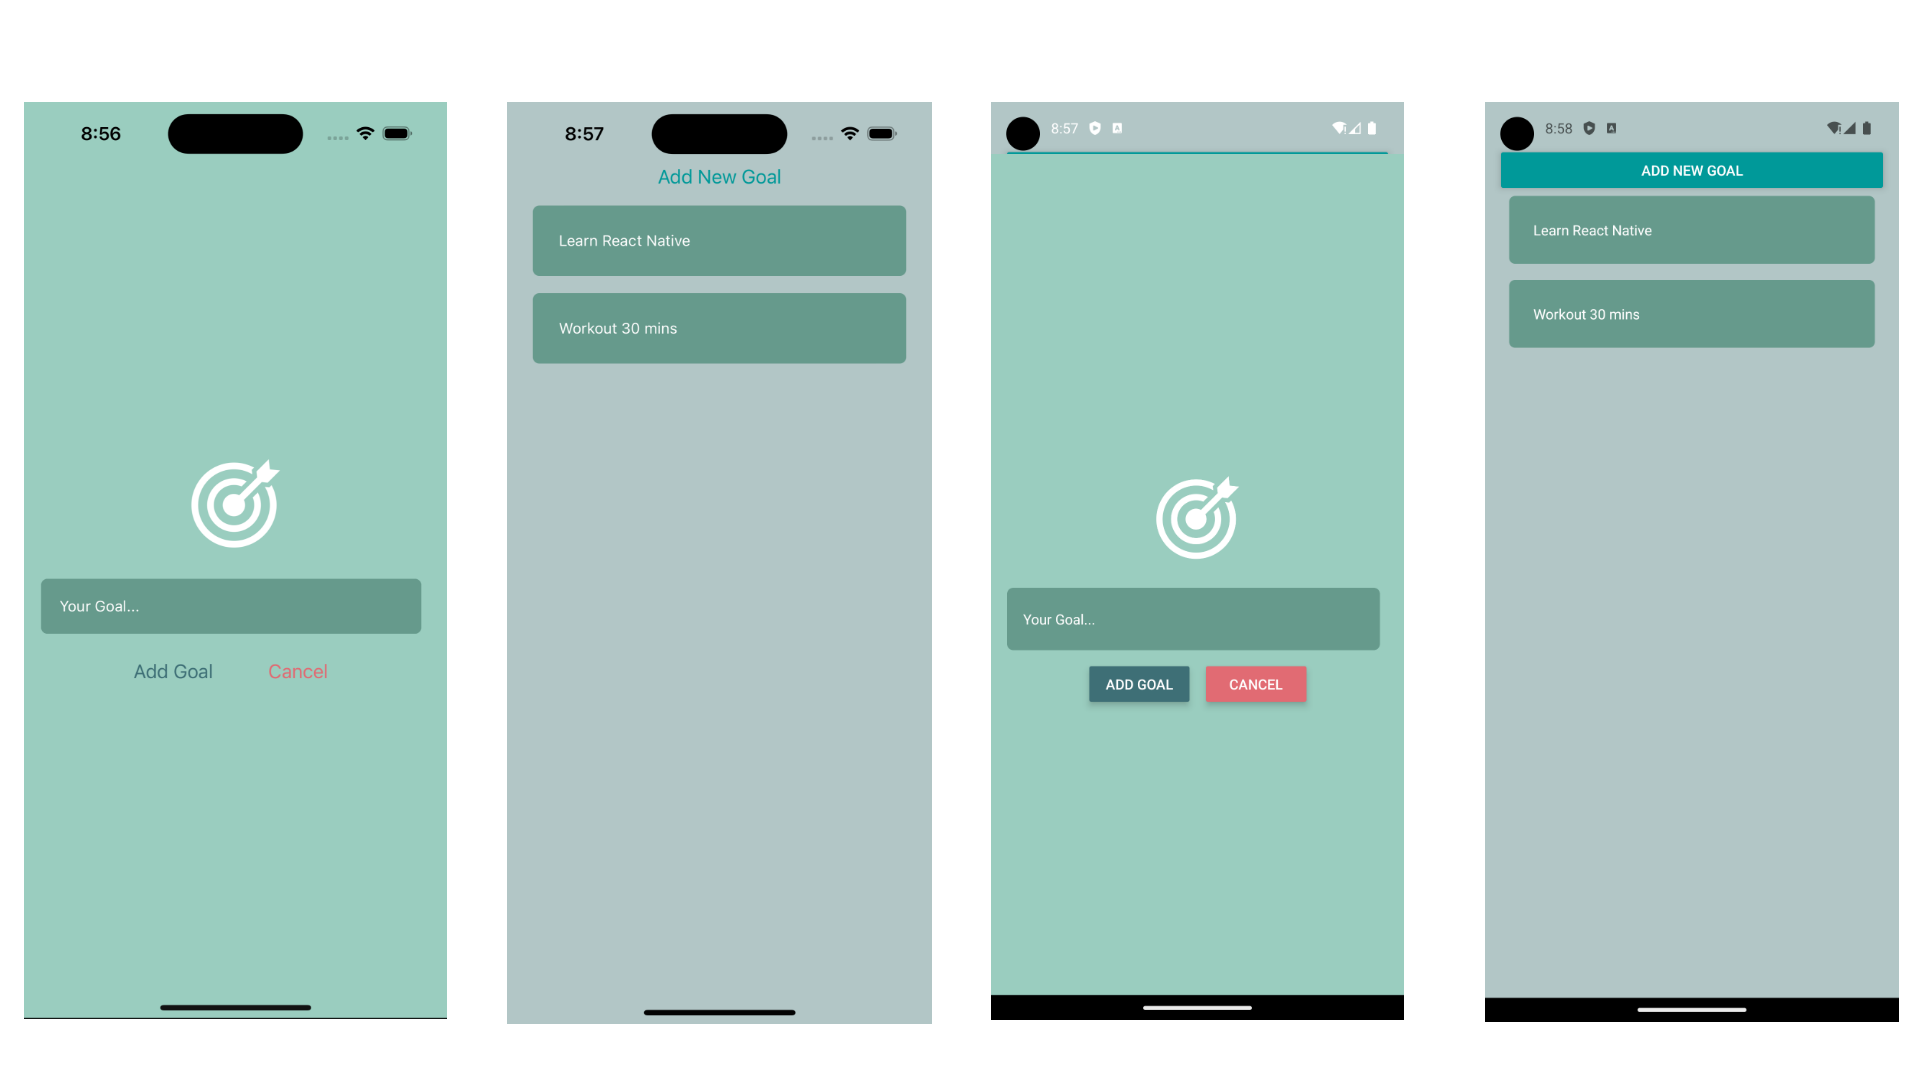 8:56
Your Goal...
Add Goal
Cancel
8:57
Add New Goal
Learn React Native
Workout 30 mins
8:57
Your Goal...
ADD GOAL
CANCEL
8:58
ADD NEW GOAL
Learn React Native
Workout 30 mins